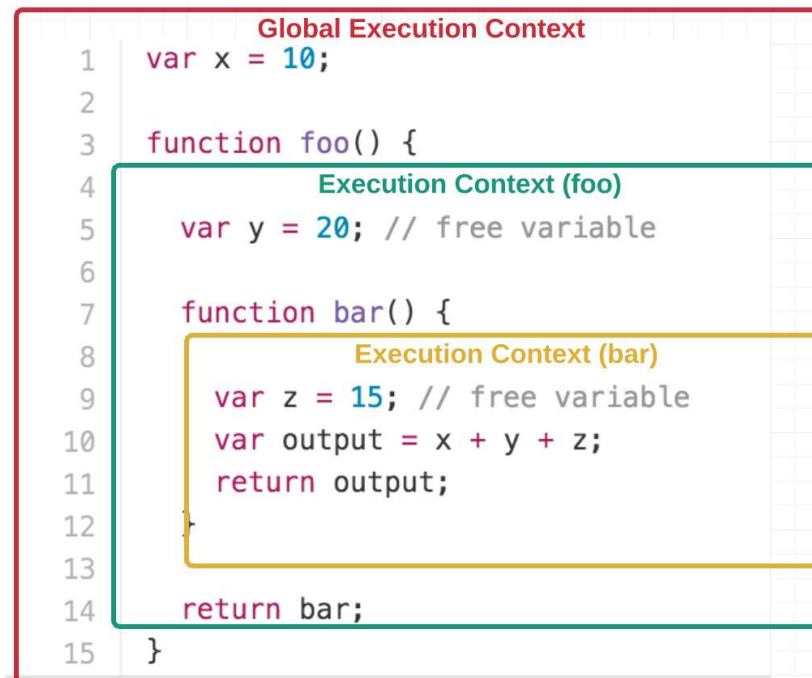 Global Execution Context
1 var x = 10;
2
3 function foo() {
4 Execution Context (foo)
5 var y = 20; // free variable
6
7 function bar() {
8 Execution Context (bar)
9 var z = 15; // free variable
10 var output = x + y + z;
11 return output;
12 }
13
14 return bar;
15 }